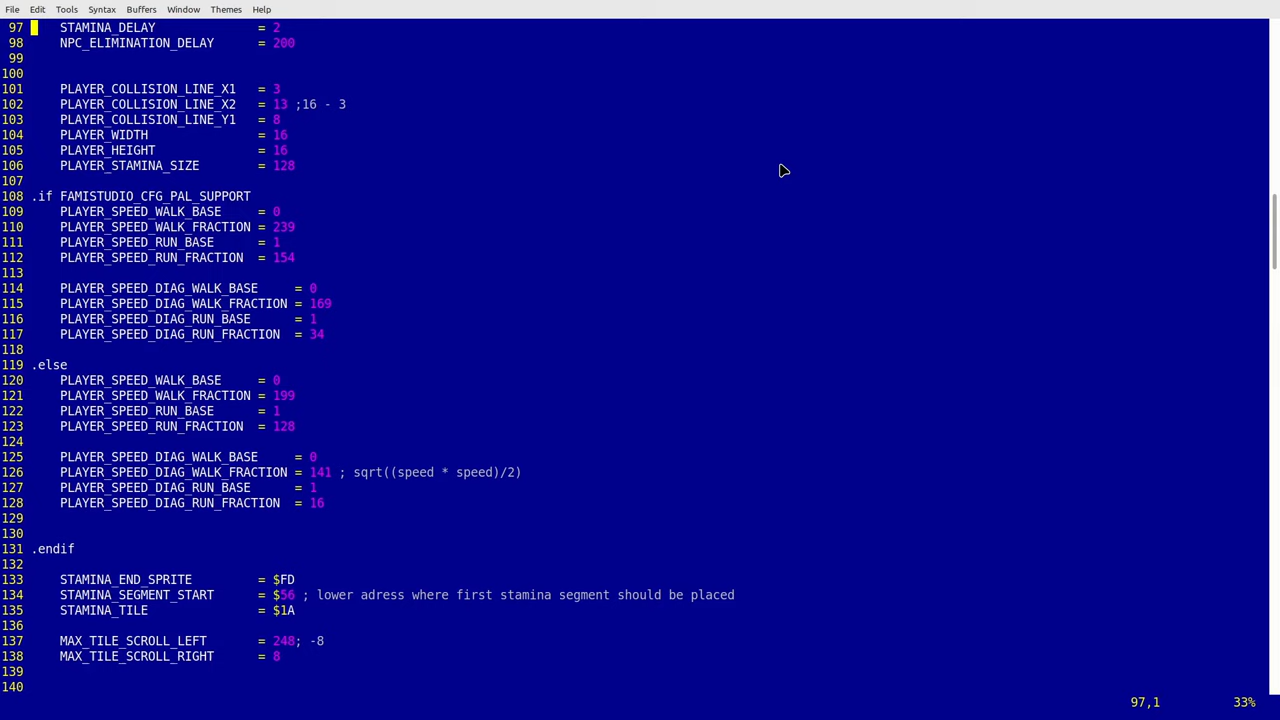 File Edit Tools Syntax Buffers Window Themes Help
97 STAMINA_DELAY = 2
98 NPC_ELIMINATION_DELAY = 200
99
100
101 PLAYER_COLLISION_LINE_X1 = 3
102 PLAYER_COLLISION_LINE_X2 = 13 ;16 - 3
103 PLAYER_COLLISION_LINE_Y1 = 8
104 PLAYER_WIDTH = 16
105 PLAYER_HEIGHT = 16
106 PLAYER_STAMINA_SIZE = 128
107
108 .if FAMISTUDIO_CFG_PAL_SUPPORT
109 PLAYER_SPEED_WALK_BASE = 0
110 PLAYER_SPEED_WALK_FRACTION = 239
111 PLAYER_SPEED_RUN_BASE = 1
112 PLAYER_SPEED_RUN_FRACTION = 154
113
114 PLAYER_SPEED_DIAG_WALK_BASE = 0
115 PLAYER_SPEED_DIAG_WALK_FRACTION = 169
116 PLAYER_SPEED_DIAG_RUN_BASE = 1
117 PLAYER_SPEED_DIAG_RUN_FRACTION = 34
118
119 .else
120 PLAYER_SPEED_WALK_BASE = 0
121 PLAYER_SPEED_WALK_FRACTION = 199
122 PLAYER_SPEED_RUN_BASE = 1
123 PLAYER_SPEED_RUN_FRACTION = 128
124
125 PLAYER_SPEED_DIAG_WALK_BASE = 0
126 PLAYER_SPEED_DIAG_WALK_FRACTION = 141 ; sqrt((speed * speed)/2)
127 PLAYER_SPEED_DIAG_RUN_BASE = 1
128 PLAYER_SPEED_DIAG_RUN_FRACTION = 16
129
130
131 .endif
132
133 STAMINA_END_SPRITE = $FD
134 STAMINA_SEGMENT_START = $56 ; lower adress where first stamina segment should be placed
135 STAMINA_TILE = $1A
136
137 MAX_TILE_SCROLL_LEFT = 248; -8
138 MAX_TILE_SCROLL_RIGHT = 8
139
140
97,1 33%